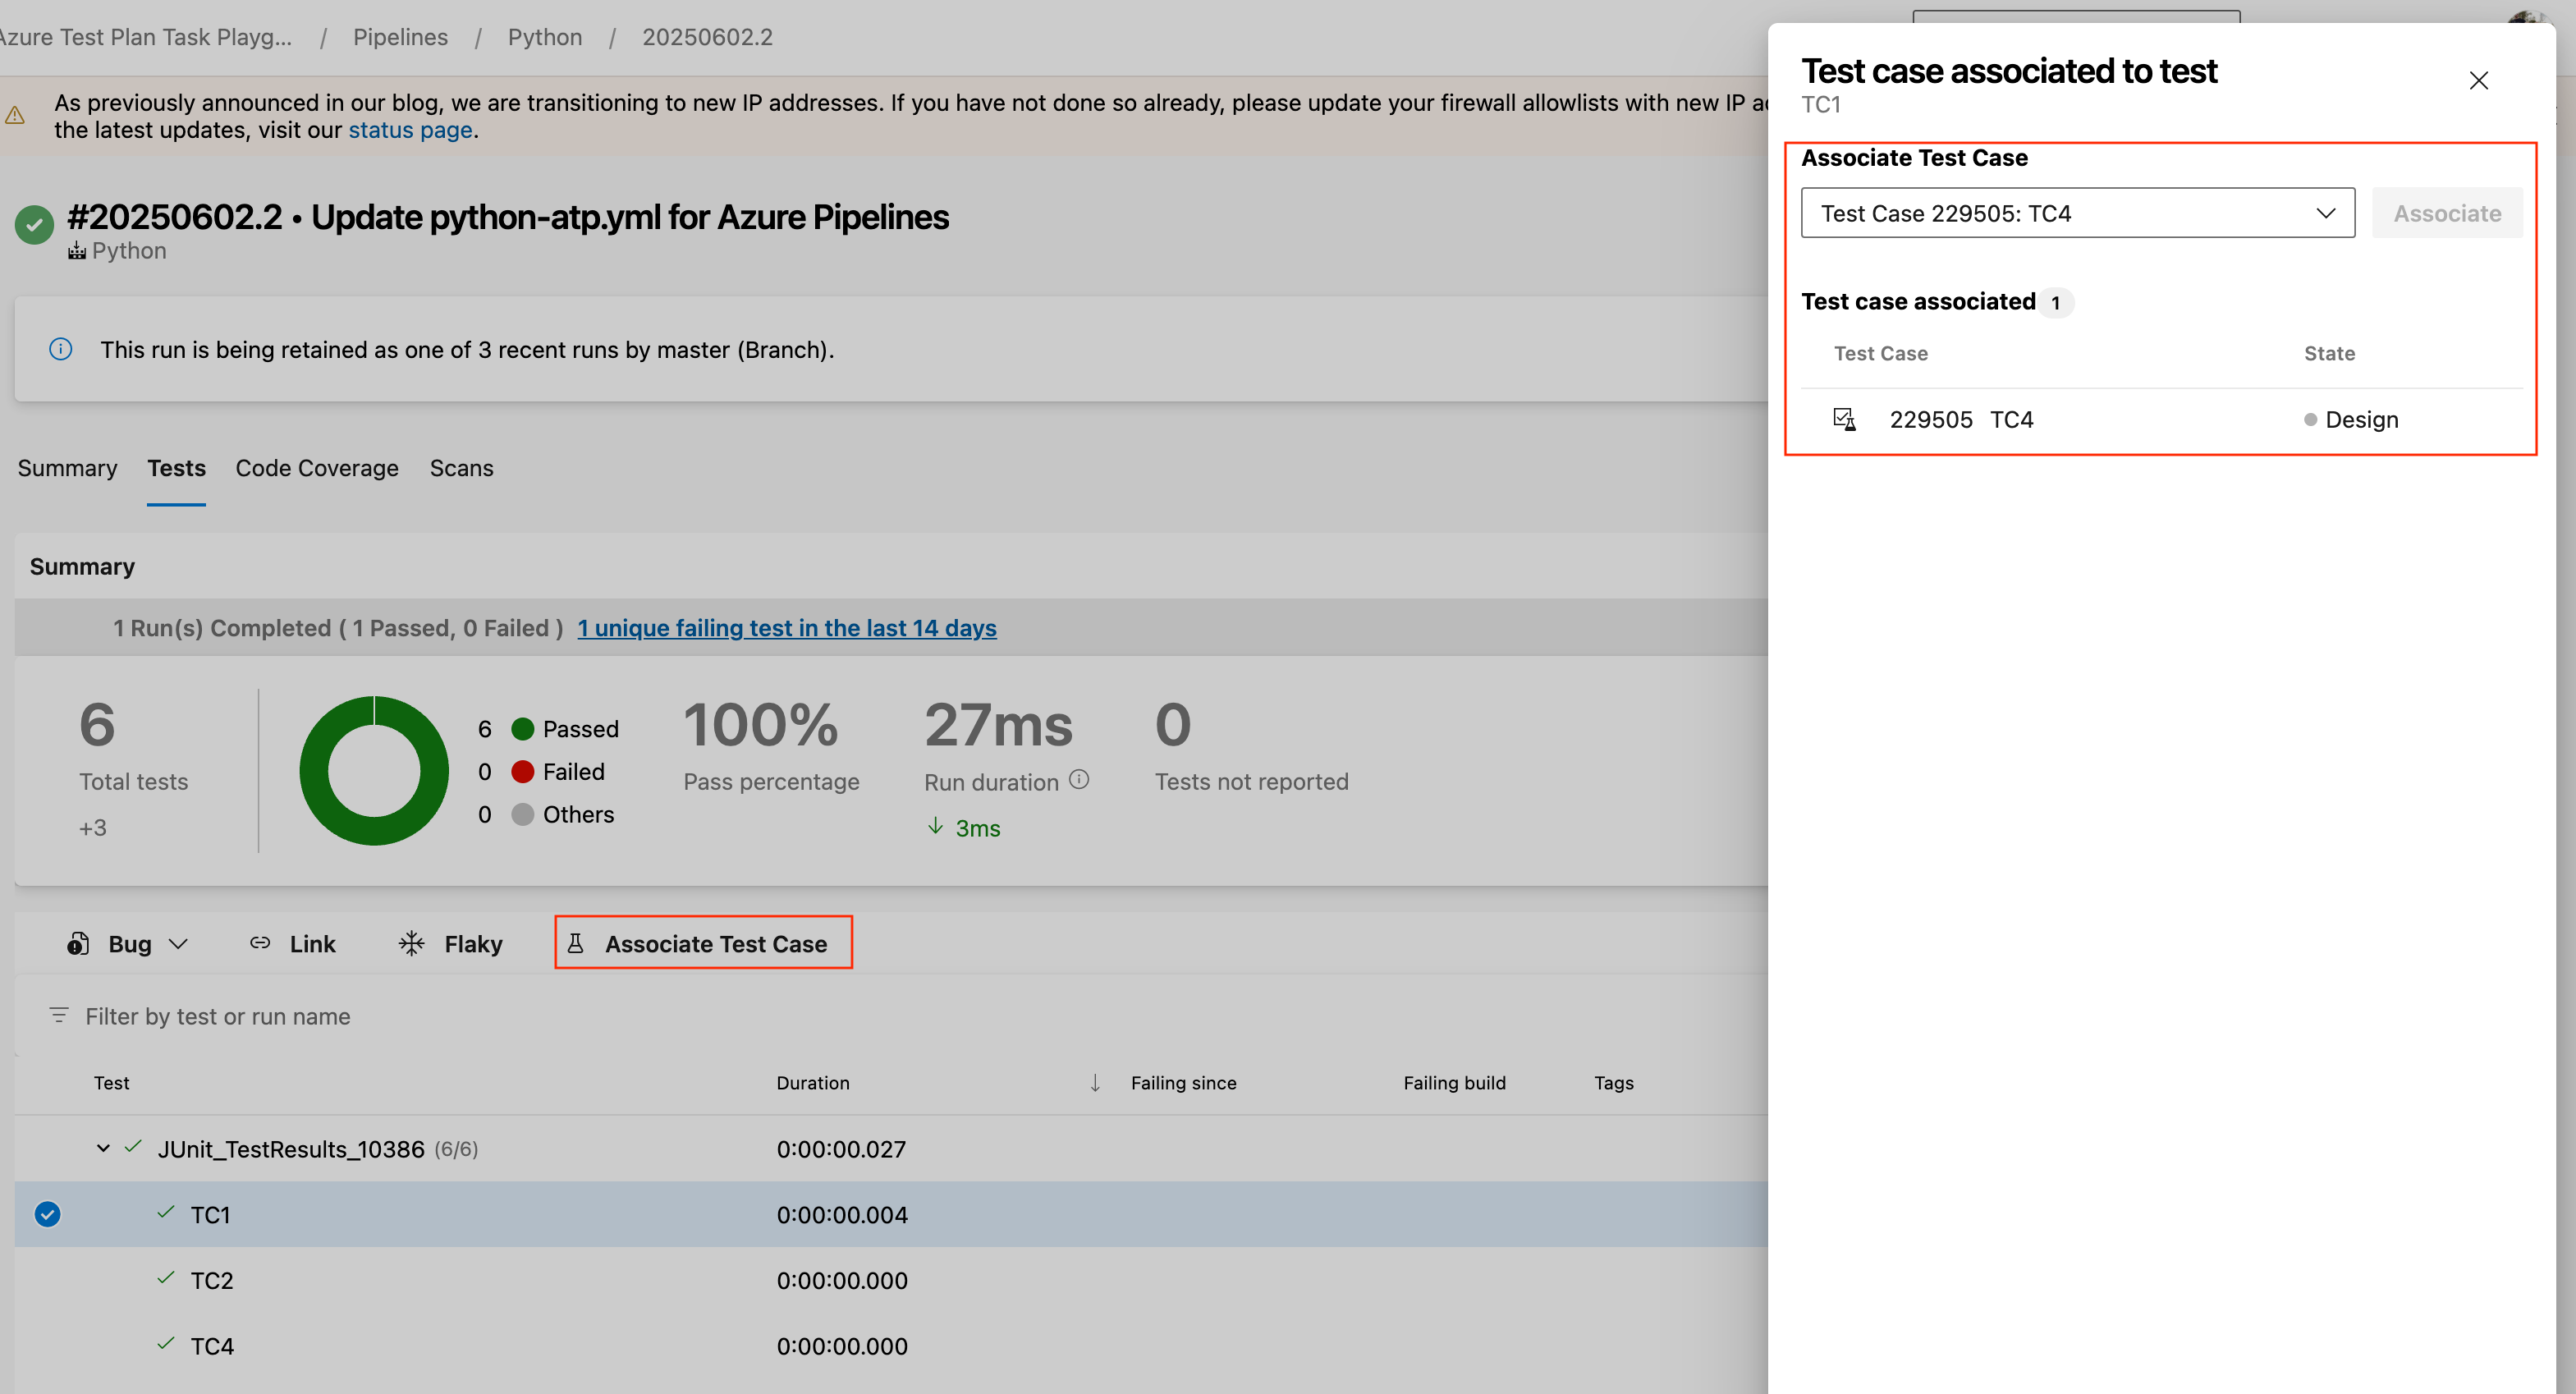 Azure Test Plan Task Playg... / Pipelines / Python / 20250602.2
As previously announced in our blog, we are transitioning to new IP addresses. If you have not done so already, please update your firewall allowlists with new IP
the latest updates, visit our status page.
#20250602.2 • Update python-atp.yml for Azure Pipelines
Python
This run is being retained as one of 3 recent runs by master (Branch).
Summary Tests Code Coverage Scans
Summary
1 Run(s) Completed ( 1 Passed, 0 Failed ) 1 unique failing test in the last 14 days
6
Total tests
+3
6 Passed
0 Failed
0 Others
100%
Pass percentage
27ms
Run duration
3ms
0
Tests not reported
Bug Link Flaky Associate Test Case
Filter by test or run name
Test Duration Failing since Failing build Tags
JUnit_TestResults_10386 (6/6) 0:00:00.027
TC1 0:00:00.004
TC2 0:00:00.000
TC4 0:00:00.000
Test case associated to test
TC1
Associate Test Case
Test Case 229505: TC4 Associate
Test case associated 1
Test Case State
229505 TC4 Design